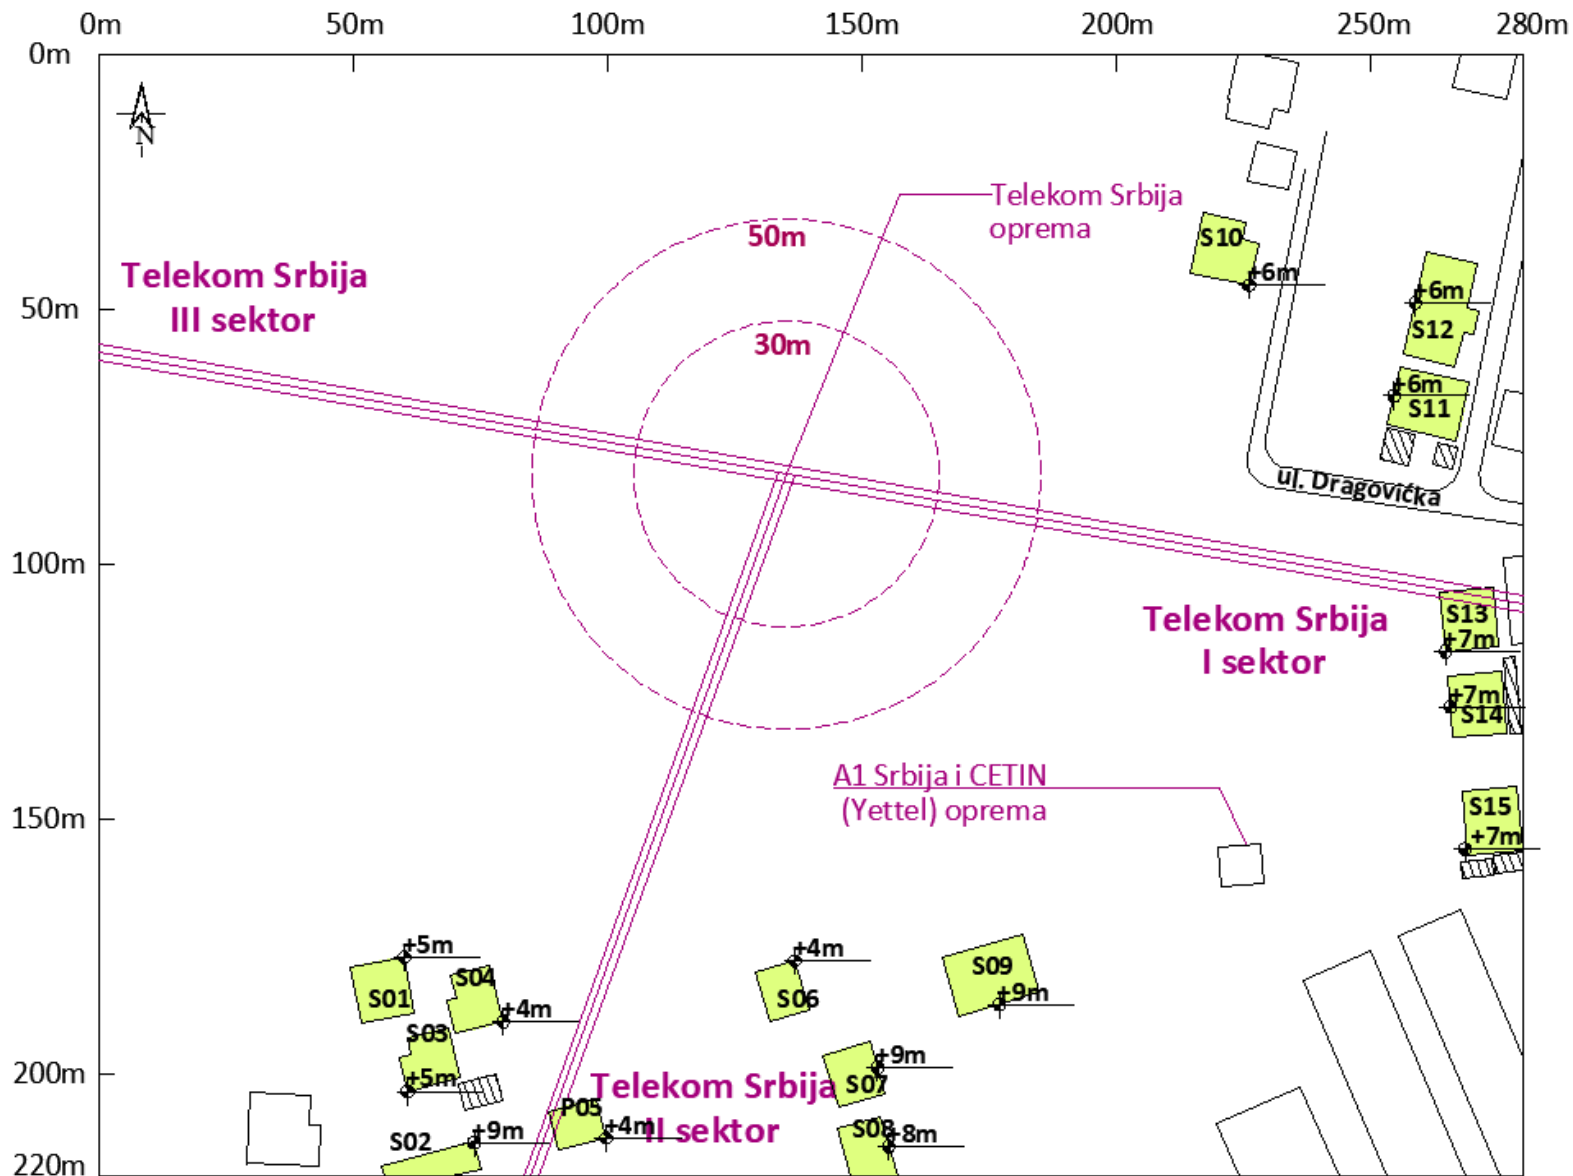 0m 50m 100m 150m 200m 250m 280m
0m
N
Telekom Srbija
oprema
50m
S10
+6m
Telekom Srbija
III sektor
+6m
S12
50m
30m
+6m
S11
ul. Dragovićka
100m
Telekom Srbija
I sektor
S13
+7m
+7m
S14
A1 Srbija i CETIN
(Yettel) oprema
150m
S15
+7m
+5m
S01
S04
+4m
+4m
S06
S09
+9m
S03
+5m
200m
+9m
S07
Telekom Srbija
II sektor
P05
+4m
S02
+9m
S08
+8m
220m